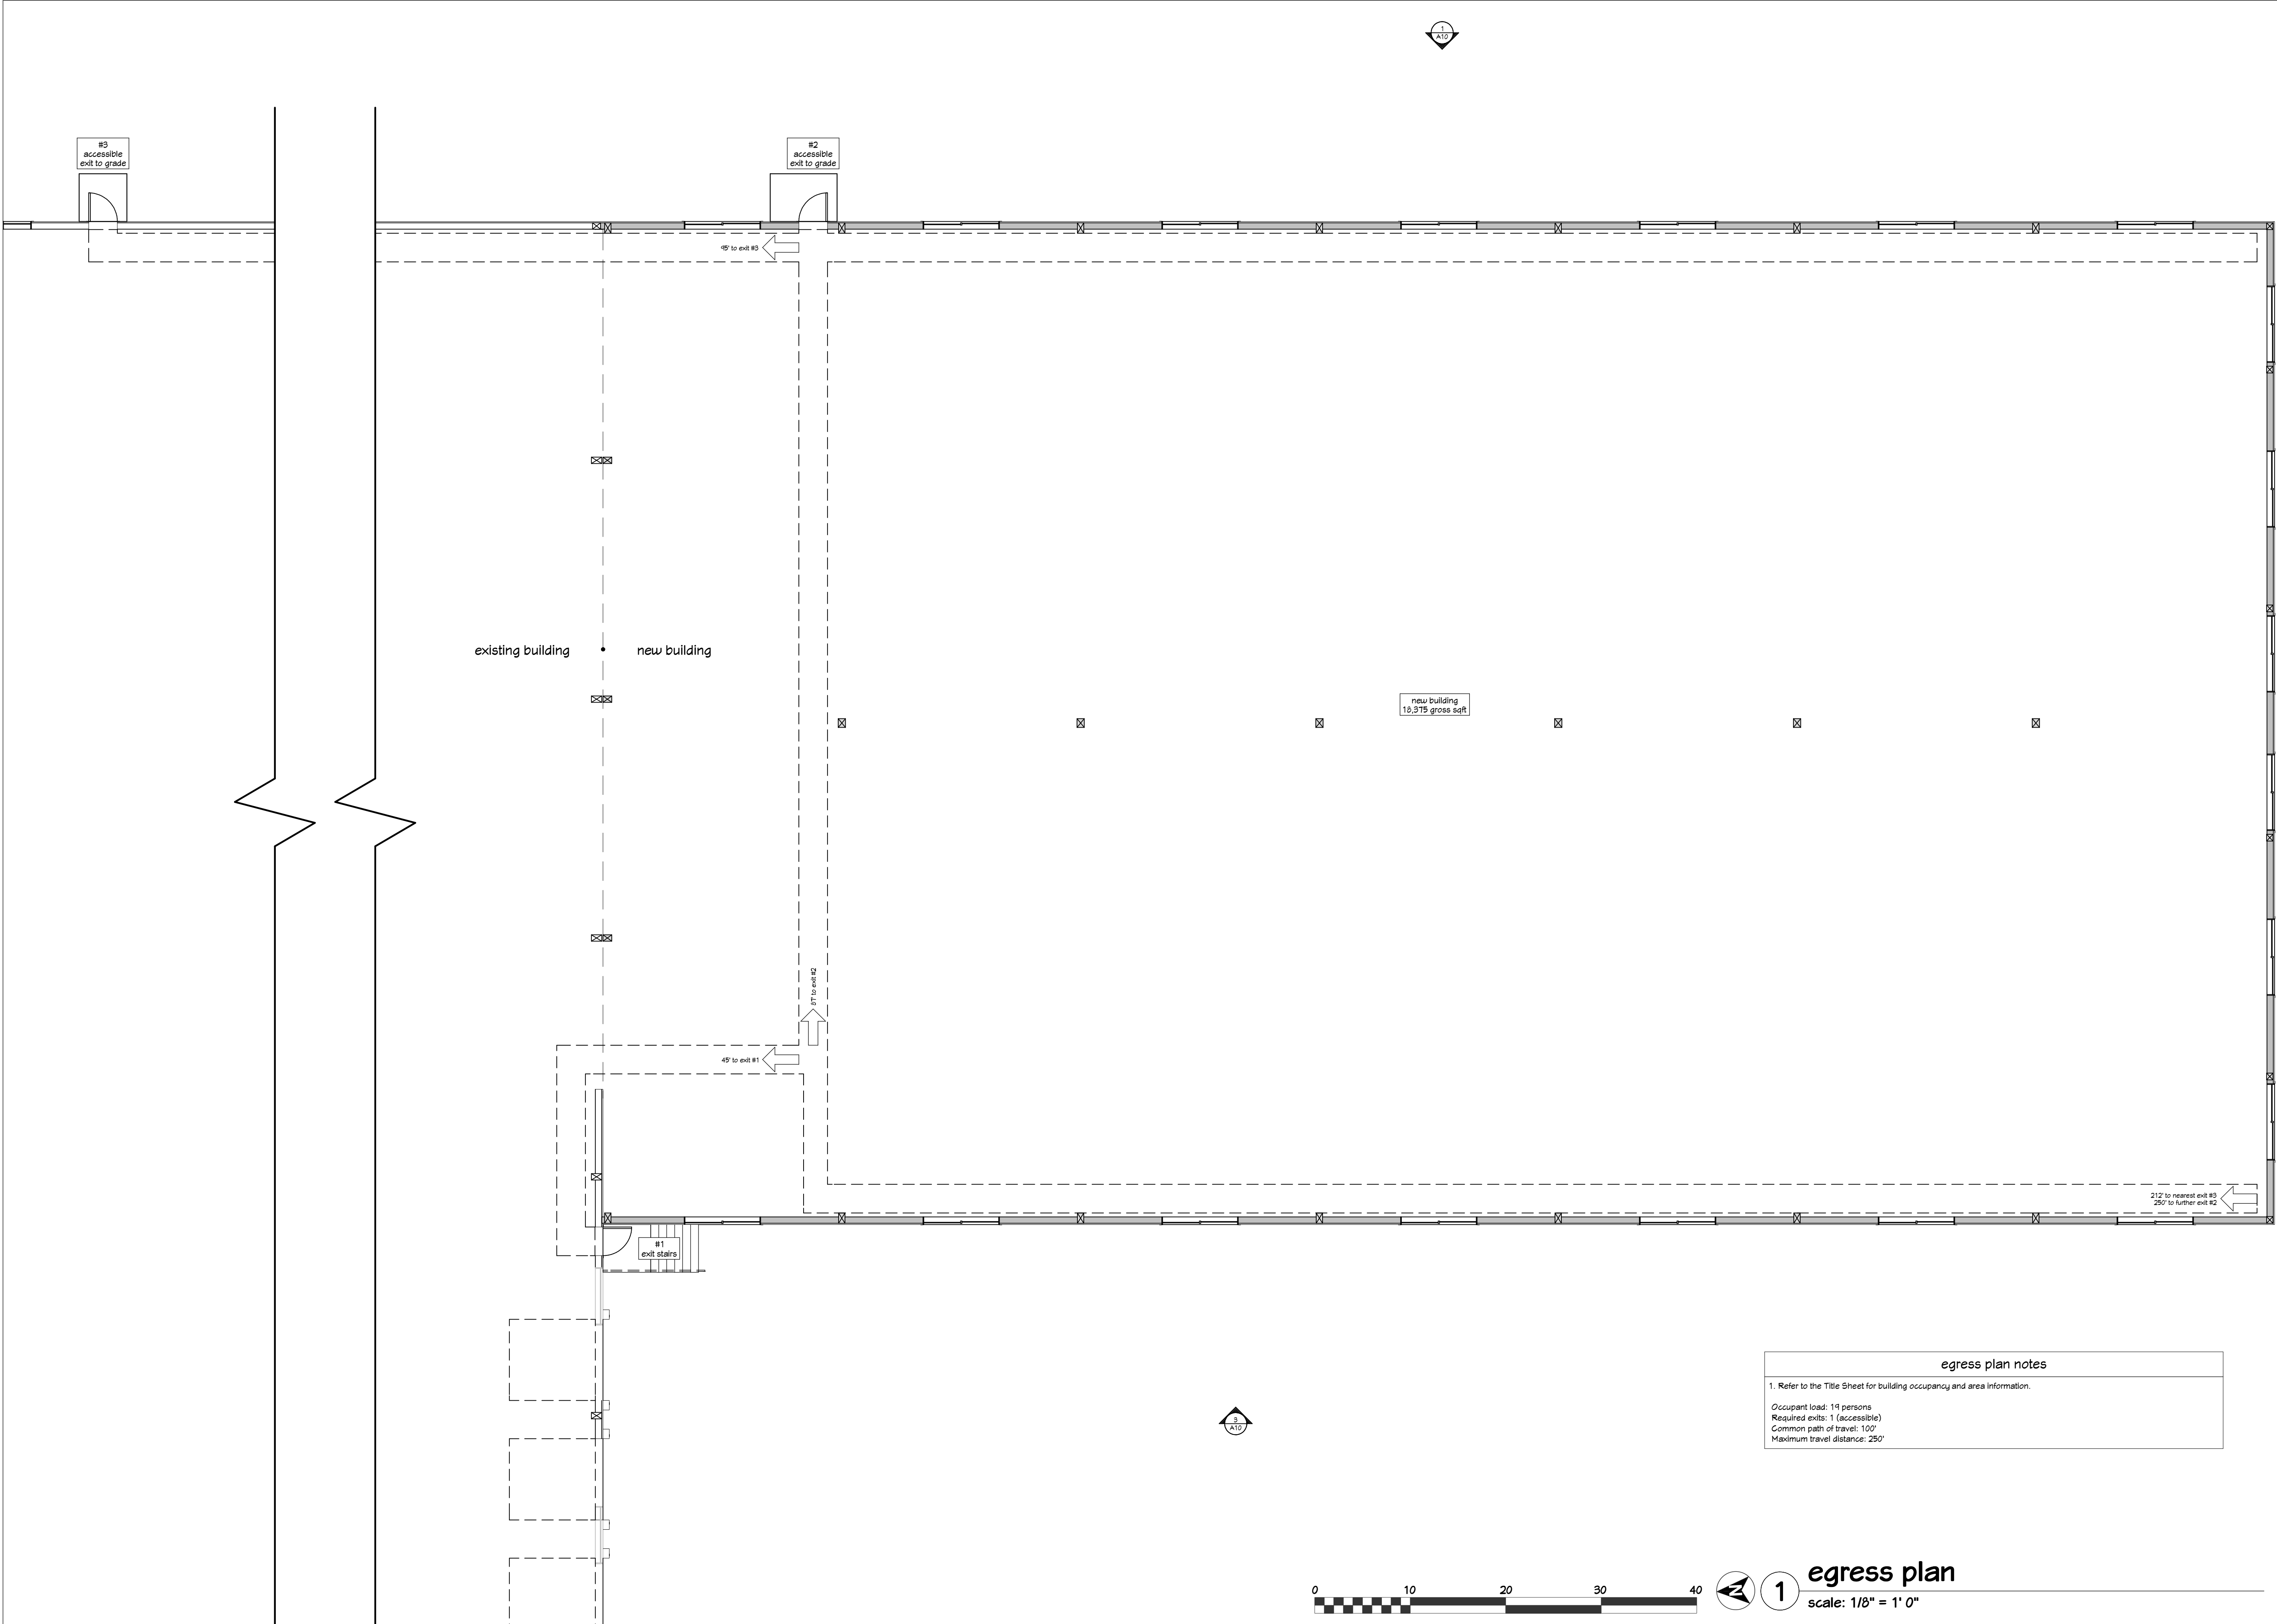 1
A10
#3
accessible
exit to grade
#2
accessible
exit to grade
95' to exit #3
existing building
new building
new building
18,375 gross sqft
87' to exit #2
45' to exit #1
212' to nearest exit #3
250' to further exit #2
#1
exit stairs
egress plan notes
1. Refer to the Title Sheet for building occupancy and area information.
Occupant load: 19 persons
Required exits: 1 (accessible)
Common path of travel: 100'
Maximum travel distance: 250'
3
A10
0 10 20 30 40
N
1
egress plan
scale: 1/8" = 1' 0"